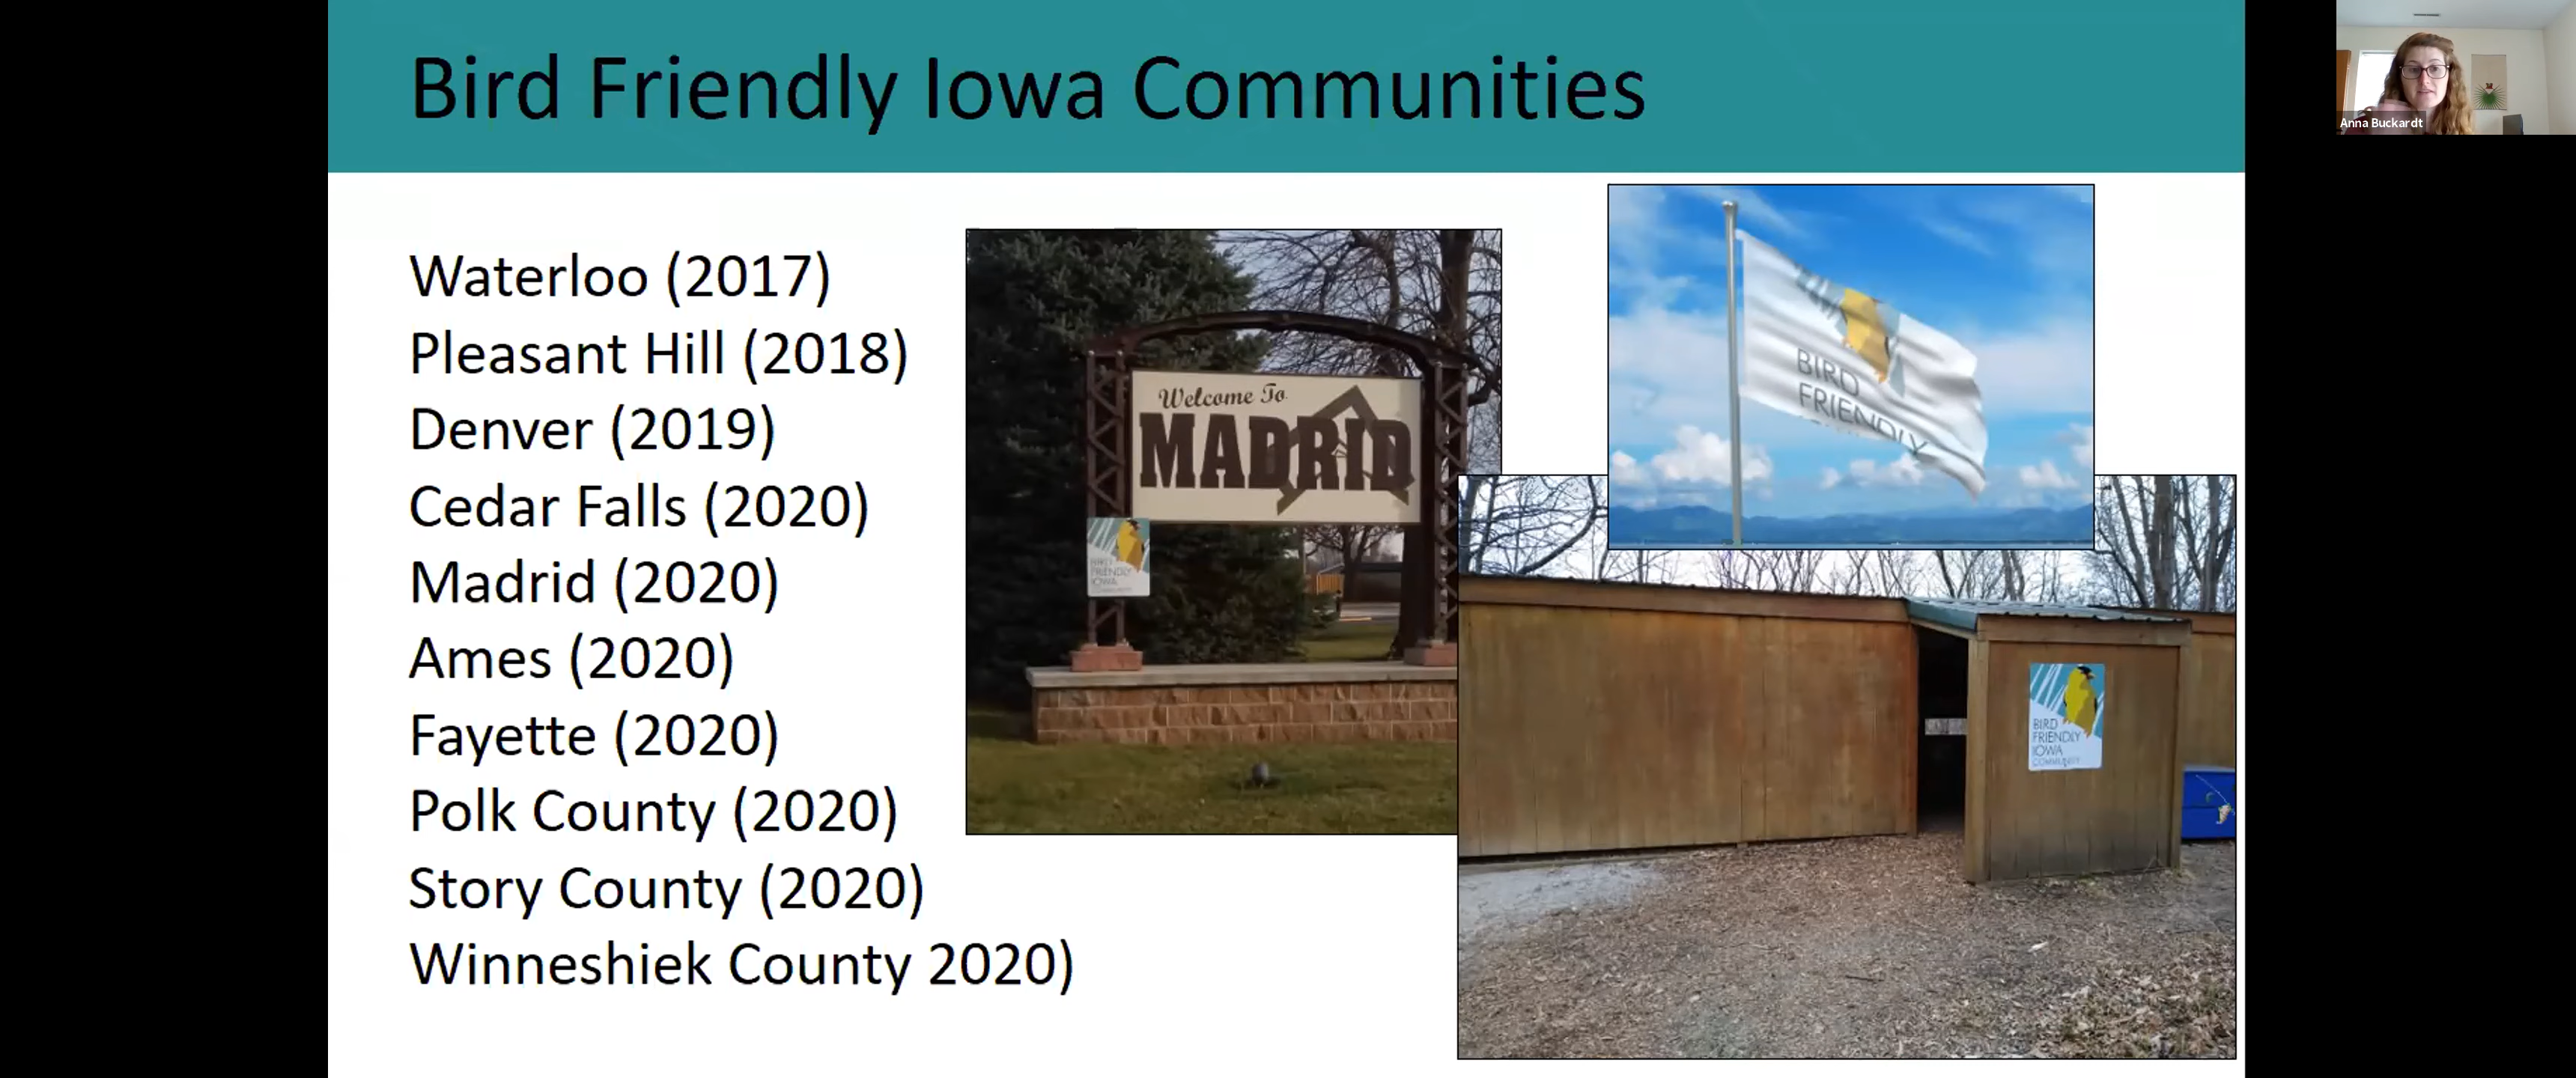 Bird Friendly Iowa Communities
Anna Buckardt
Waterloo (2017)
Pleasant Hill (2018)
Denver (2019)
Cedar Falls (2020)
Madrid (2020)
Ames (2020)
Fayette (2020)
Polk County (2020)
Story County (2020)
Winneshiek County 2020)
Welcome To
MADRID
BIRD
FRIENDLY
IOWA
COMMUNITY
BIRD
FRIENDLY
BIRD
FRIENDLY
IOWA
COMMUNITY